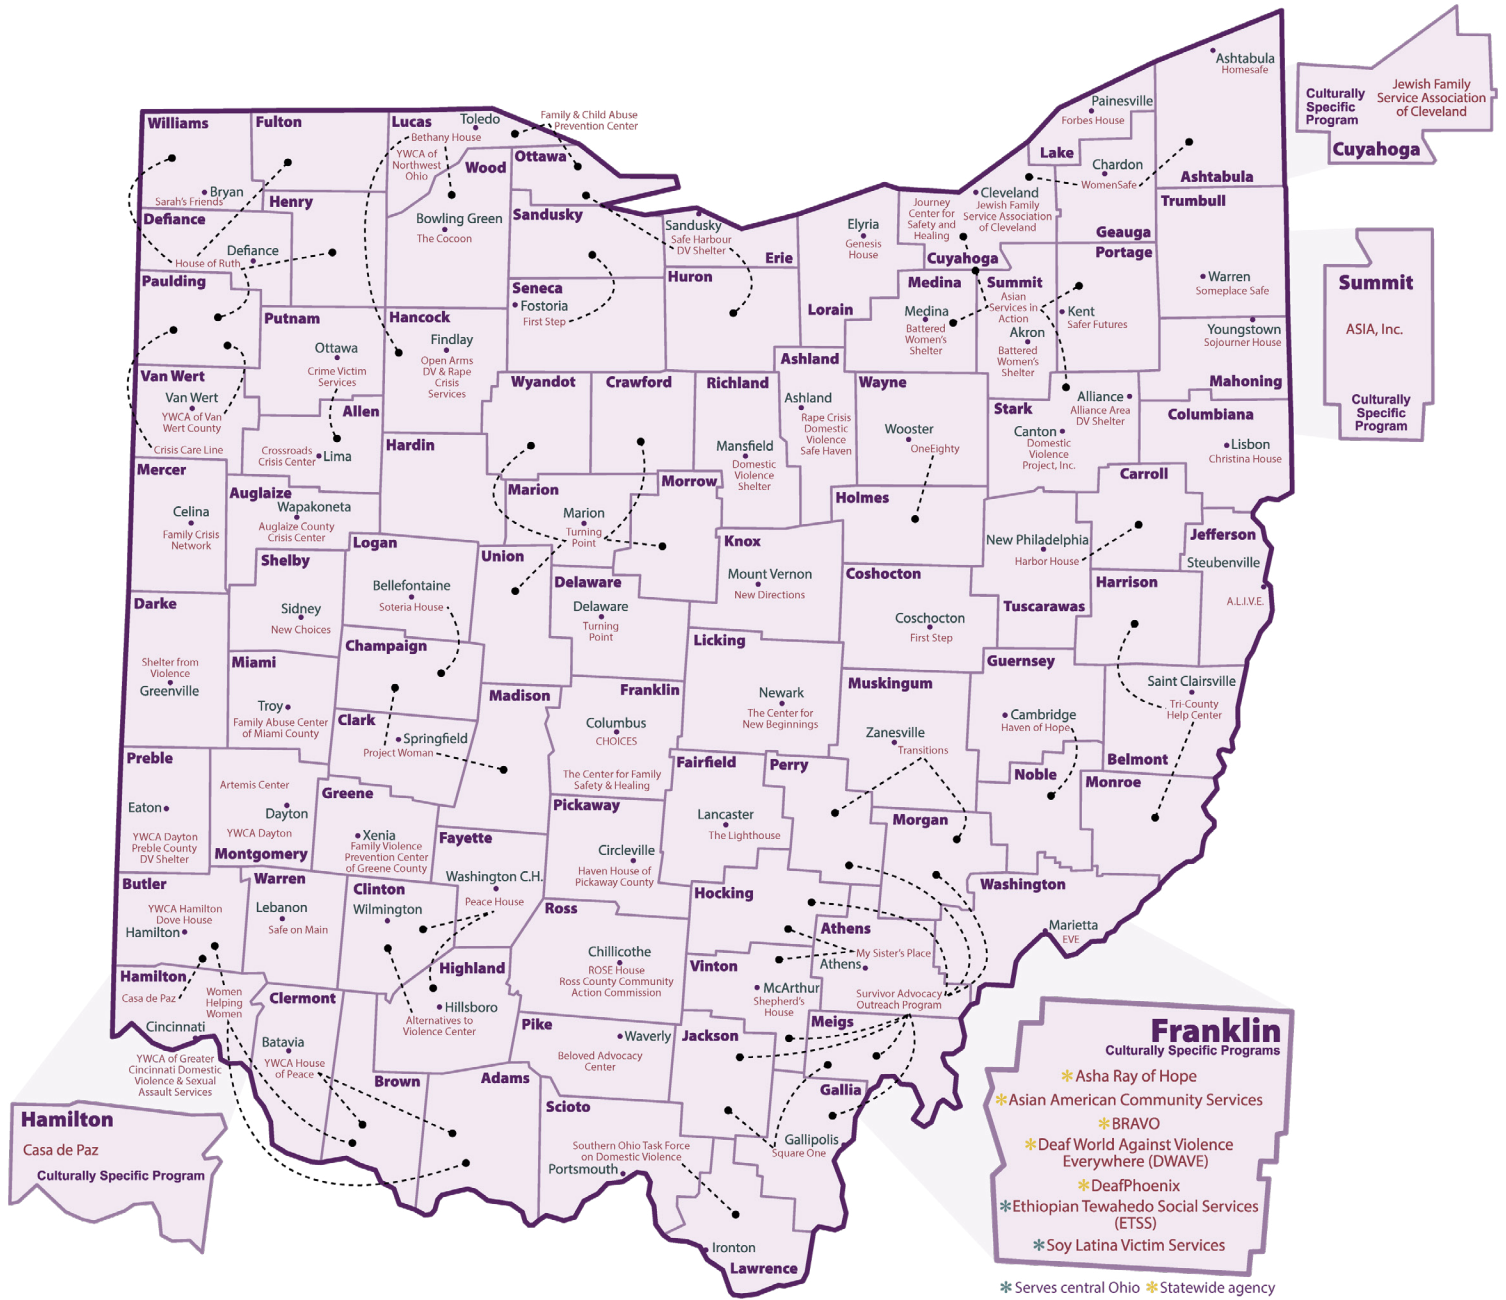 Ashtabula
Homesafe
Culturally
Specific
Program
Jewish Family
Service Association
of Cleveland
Cuyahoga
Painesville
Forbes House
Lake
Chardon
WomenSafe
Ashtabula
Geauga
Williams
Bryan
Sarah's Friends
Fulton
Lucas
Toledo
Bethany House
YWCA of
Northwest
Ohio
Family & Child Abuse
Prevention Center
Wood
Bowling Green
The Cocoon
Ottawa
Sandusky
Sandusky
Safe Harbour
DV Shelter
Erie
Huron
Elyria
Genesis
House
Lorain
Journey
Center for
Safety and
Healing
Cleveland
Jewish Family
Service Association
of Cleveland
Cuyahoga
Trumbull
Warren
Someplace Safe
Portage
Kent
Safer Futures
Summit
Asian
Services in
Action
Akron
Battered
Women's
Shelter
Medina
Medina
Battered
Women's
Shelter
Summit
ASIA, Inc.
Culturally
Specific
Program
Youngstown
Sojourner House
Mahoning
Henry
Defiance
Defiance
House of Ruth
Paulding
Putnam
Ottawa
Crime Victim
Services
Hancock
Findlay
Open Arms
DV & Rape
Crisis
Services
Seneca
Fostoria
First Step
Van Wert
Van Wert
YWCA of Van
Wert County
Crisis Care Line
Allen
Crossroads
Crisis Center
Lima
Hardin
Wyandot
Crawford
Richland
Mansfield
Domestic
Violence
Shelter
Ashland
Ashland
Rape Crisis
Domestic
Violence
Safe Haven
Wayne
Wooster
OneEighty
Stark
Alliance
Alliance Area
DV Shelter
Canton
Domestic
Violence
Project, Inc.
Columbiana
Lisbon
Christina House
Mercer
Celina
Family Crisis
Network
Auglaize
Wapakoneta
Auglaize County
Crisis Center
Marion
Marion
Turning
Point
Morrow
Holmes
Carroll
New Philadelphia
Harbor House
Tuscarawas
Jefferson
Steubenville
A.L.I.V.E.
Harrison
Shelby
Sidney
New Choices
Logan
Bellefontaine
Soteria House
Union
Delaware
Delaware
Turning
Point
Knox
Mount Vernon
New Directions
Coshocton
Coschocton
First Step
Darke
Shelter from
Violence
Greenville
Miami
Troy
Family Abuse Center
of Miami County
Champaign
Clark
Springfield
Project Woman
Madison
Franklin
Columbus
CHOICES
The Center for Family
Safety & Healing
Licking
Newark
The Center for
New Beginnings
Muskingum
Zanesville
Transitions
Guernsey
Cambridge
Haven of Hope
Saint Clairsville
Tri-County
Help Center
Belmont
Noble
Monroe
Preble
Eaton
YWCA Dayton
Preble County
DV Shelter
Artemis Center
Dayton
YWCA Dayton
Montgomery
Greene
Xenia
Family Violence
Prevention Center
of Greene County
Fayette
Washington C.H.
Peace House
Pickaway
Circleville
Haven House of
Pickaway County
Fairfield
Lancaster
The Lighthouse
Perry
Morgan
Washington
Marietta
EVE
Butler
YWCA Hamilton
Dove House
Hamilton
Warren
Lebanon
Safe on Main
Clinton
Wilmington
Ross
Chillicothe
ROSE House
Ross County Community
Action Commission
Hocking
Athens
My Sister's Place
Athens
Survivor Advocacy
Outreach Program
Vinton
McArthur
Shepherd's
House
Hamilton
Casa de Paz
Women
Helping
Women
Cincinnati
YWCA of Greater
Cincinnati Domestic
Violence & Sexual
Assault Services
Clermont
Batavia
YWCA House
of Peace
Highland
Hillsboro
Alternatives to
Violence Center
Brown
Adams
Pike
Waverly
Beloved Advocacy
Center
Jackson
Meigs
Gallia
Gallipolis
Square One
Scioto
Southern Ohio Task Force
on Domestic Violence
Portsmouth
Ironton
Lawrence
Hamilton
Casa de Paz
Culturally Specific Program
Franklin
Culturally Specific Programs
*Asha Ray of Hope
*Asian American Community Services
*BRAVO
*Deaf World Against Violence
Everywhere (DWAVE)
*DeafPhoenix
*Ethiopian Tewahedo Social Services
(ETSS)
*Soy Latina Victim Services
*Serves central Ohio *Statewide agency